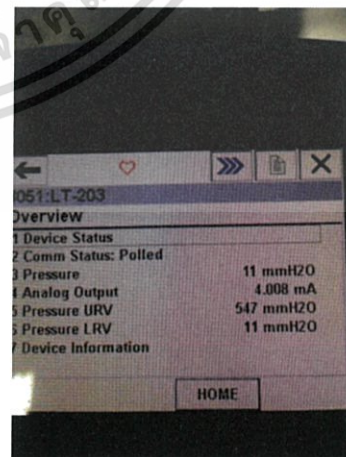 3051:LT-203
Overview
1 Device Status
2 Comm Status: Polled
3 Pressure 11 mmH2O
4 Analog Output 4.008 mA
5 Pressure URV 547 mmH2O
6 Pressure LRV 11 mmH2O
7 Device Information
HOME